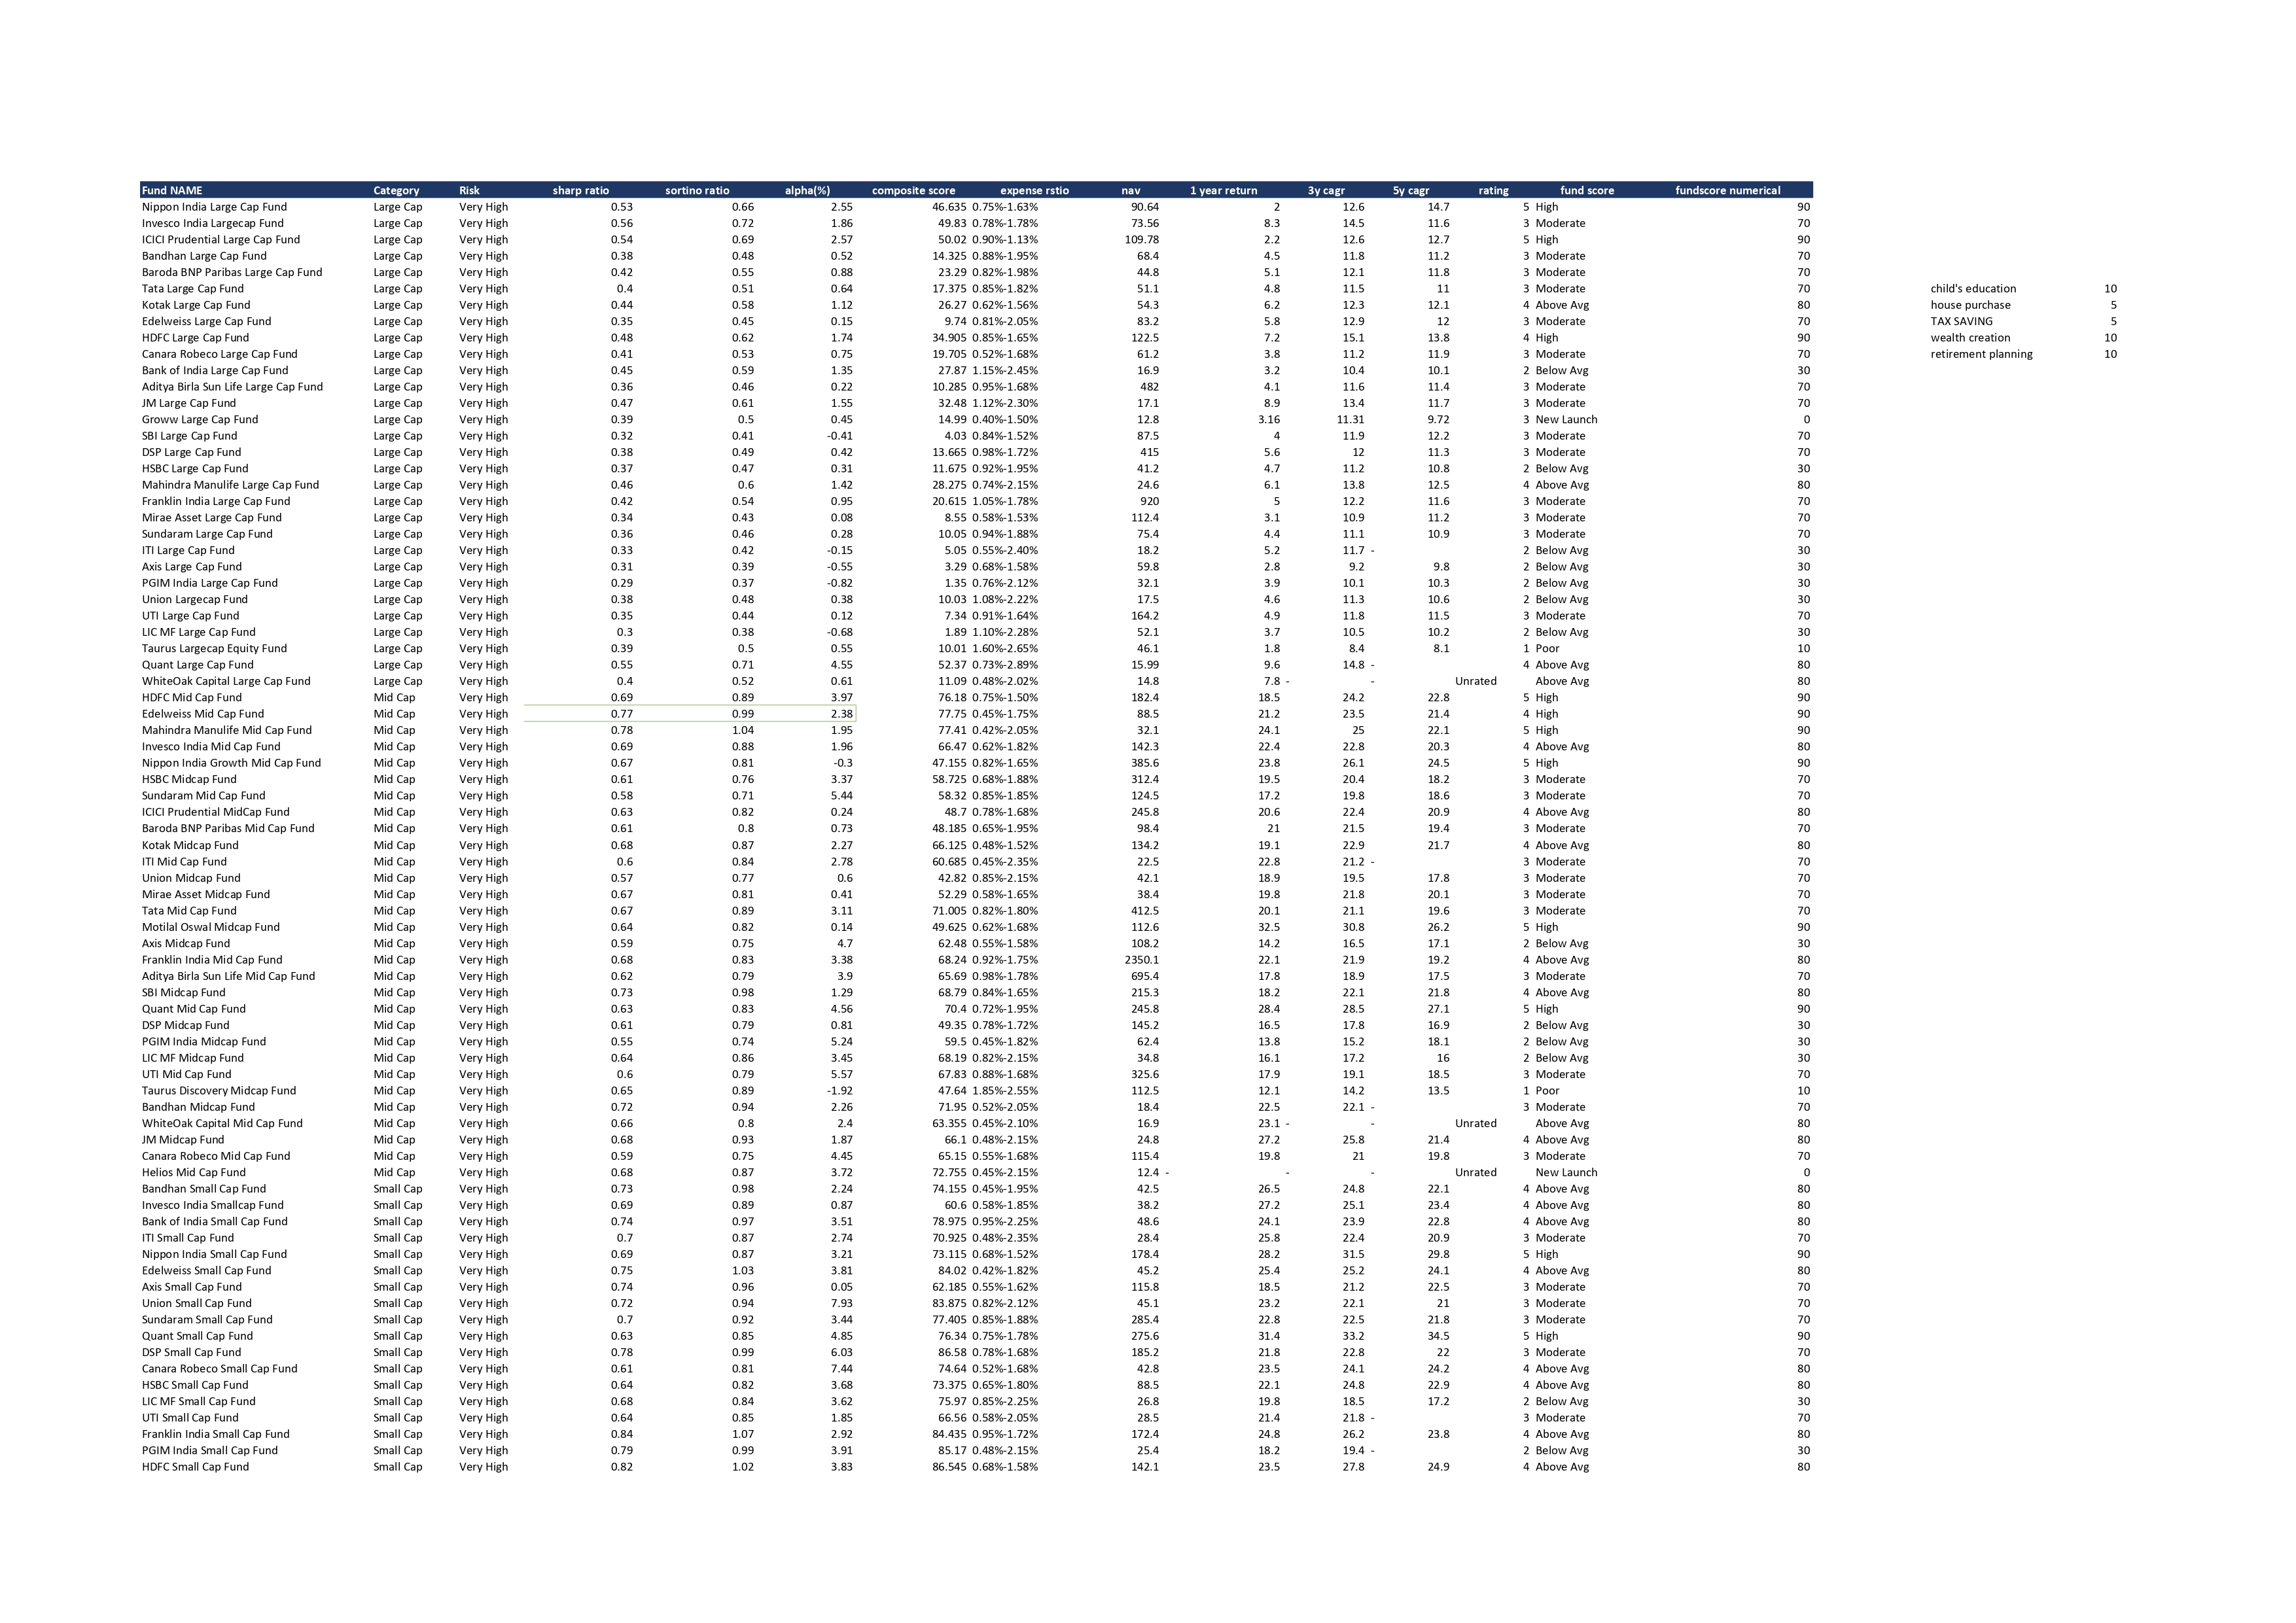 Fund NAME Category Risk sharp ratio sortino ratio alpha(%) composite score expense rstio nav 1 year return 3y cagr 5y cagr rating fund score fundscore numerical
Nippon India Large Cap Fund Large Cap Very High 0.53 0.66 2.55 46.635 0.75%-1.63% 90.64 2 12.6 14.7 5 High 90
Invesco India Largecap Fund Large Cap Very High 0.56 0.72 1.86 49.83 0.78%-1.78% 73.56 8.3 14.5 11.6 3 Moderate 70
ICICI Prudential Large Cap Fund Large Cap Very High 0.54 0.69 2.57 50.02 0.90%-1.13% 109.78 2.2 12.6 12.7 5 High 90
Bandhan Large Cap Fund Large Cap Very High 0.38 0.48 0.52 14.325 0.88%-1.95% 68.4 4.5 11.8 11.2 3 Moderate 70
Baroda BNP Paribas Large Cap Fund Large Cap Very High 0.42 0.55 0.88 23.29 0.82%-1.98% 44.8 5.1 12.1 11.8 3 Moderate 70
Tata Large Cap Fund Large Cap Very High 0.4 0.51 0.64 17.375 0.85%-1.82% 51.1 4.8 11.5 11 3 Moderate 70 child's education 10
Kotak Large Cap Fund Large Cap Very High 0.44 0.58 1.12 26.27 0.62%-1.56% 54.3 6.2 12.3 12.1 4 Above Avg 80 house purchase 5
Edelweiss Large Cap Fund Large Cap Very High 0.35 0.45 0.15 9.74 0.81%-2.05% 83.2 5.8 12.9 12 3 Moderate 70 TAX SAVING 5
HDFC Large Cap Fund Large Cap Very High 0.48 0.62 1.74 34.905 0.85%-1.65% 122.5 7.2 15.1 13.8 4 High 90 wealth creation 10
Canara Robeco Large Cap Fund Large Cap Very High 0.41 0.53 0.75 19.705 0.52%-1.68% 61.2 3.8 11.2 11.9 3 Moderate 70 retirement planning 10
Bank of India Large Cap Fund Large Cap Very High 0.45 0.59 1.35 27.87 1.15%-2.45% 16.9 3.2 10.4 10.1 2 Below Avg 30
Aditya Birla Sun Life Large Cap Fund Large Cap Very High 0.36 0.46 0.22 10.285 0.95%-1.68% 482 4.1 11.6 11.4 3 Moderate 70
JM Large Cap Fund Large Cap Very High 0.47 0.61 1.55 32.48 1.12%-2.30% 17.1 8.9 13.4 11.7 3 Moderate 70
Groww Large Cap Fund Large Cap Very High 0.39 0.5 0.45 14.99 0.40%-1.50% 12.8 3.16 11.31 9.72 3 New Launch 0
SBI Large Cap Fund Large Cap Very High 0.32 0.41 -0.41 4.03 0.84%-1.52% 87.5 4 11.9 12.2 3 Moderate 70
DSP Large Cap Fund Large Cap Very High 0.38 0.49 0.42 13.665 0.98%-1.72% 415 5.6 12 11.3 3 Moderate 70
HSBC Large Cap Fund Large Cap Very High 0.37 0.47 0.31 11.675 0.92%-1.95% 41.2 4.7 11.2 10.8 2 Below Avg 30
Mahindra Manulife Large Cap Fund Large Cap Very High 0.46 0.6 1.42 28.275 0.74%-2.15% 24.6 6.1 13.8 12.5 4 Above Avg 80
Franklin India Large Cap Fund Large Cap Very High 0.42 0.54 0.95 20.615 1.05%-1.78% 920 5 12.2 11.6 3 Moderate 70
Mirae Asset Large Cap Fund Large Cap Very High 0.34 0.43 0.08 8.55 0.58%-1.53% 112.4 3.1 10.9 11.2 3 Moderate 70
Sundaram Large Cap Fund Large Cap Very High 0.36 0.46 0.28 10.05 0.94%-1.88% 75.4 4.4 11.1 10.9 3 Moderate 70
ITI Large Cap Fund Large Cap Very High 0.33 0.42 -0.15 5.05 0.55%-2.40% 18.2 5.2 11.7 - 2 Below Avg 30
Axis Large Cap Fund Large Cap Very High 0.31 0.39 -0.55 3.29 0.68%-1.58% 59.8 2.8 9.2 9.8 2 Below Avg 30
PGIM India Large Cap Fund Large Cap Very High 0.29 0.37 -0.82 1.35 0.76%-2.12% 32.1 3.9 10.1 10.3 2 Below Avg 30
Union Largecap Fund Large Cap Very High 0.38 0.48 0.38 10.03 1.08%-2.22% 17.5 4.6 11.3 10.6 2 Below Avg 30
UTI Large Cap Fund Large Cap Very High 0.35 0.44 0.12 7.34 0.91%-1.64% 164.2 4.9 11.8 11.5 3 Moderate 70
LIC MF Large Cap Fund Large Cap Very High 0.3 0.38 -0.68 1.89 1.10%-2.28% 52.1 3.7 10.5 10.2 2 Below Avg 30
Taurus Largecap Equity Fund Large Cap Very High 0.39 0.5 0.55 10.01 1.60%-2.65% 46.1 1.8 8.4 8.1 1 Poor 10
Quant Large Cap Fund Large Cap Very High 0.55 0.71 4.55 52.37 0.73%-2.89% 15.99 9.6 14.8 - 4 Above Avg 80
WhiteOak Capital Large Cap Fund Large Cap Very High 0.4 0.52 0.61 11.09 0.48%-2.02% 14.8 7.8 - - Unrated Above Avg 80
HDFC Mid Cap Fund Mid Cap Very High 0.69 0.89 3.97 76.18 0.75%-1.50% 182.4 18.5 24.2 22.8 5 High 90
Edelweiss Mid Cap Fund Mid Cap Very High 0.77 0.99 2.38 77.75 0.45%-1.75% 88.5 21.2 23.5 21.4 4 High 90
Mahindra Manulife Mid Cap Fund Mid Cap Very High 0.78 1.04 1.95 77.41 0.42%-2.05% 32.1 24.1 25 22.1 5 High 90
Invesco India Mid Cap Fund Mid Cap Very High 0.69 0.88 1.96 66.47 0.62%-1.82% 142.3 22.4 22.8 20.3 4 Above Avg 80
Nippon India Growth Mid Cap Fund Mid Cap Very High 0.67 0.81 -0.3 47.155 0.82%-1.65% 385.6 23.8 26.1 24.5 5 High 90
HSBC Midcap Fund Mid Cap Very High 0.61 0.76 3.37 58.725 0.68%-1.88% 312.4 19.5 20.4 18.2 3 Moderate 70
Sundaram Mid Cap Fund Mid Cap Very High 0.58 0.71 5.44 58.32 0.85%-1.85% 124.5 17.2 19.8 18.6 3 Moderate 70
ICICI Prudential MidCap Fund Mid Cap Very High 0.63 0.82 0.24 48.7 0.78%-1.68% 245.8 20.6 22.4 20.9 4 Above Avg 80
Baroda BNP Paribas Mid Cap Fund Mid Cap Very High 0.61 0.8 0.73 48.185 0.65%-1.95% 98.4 21 21.5 19.4 3 Moderate 70
Kotak Midcap Fund Mid Cap Very High 0.68 0.87 2.27 66.125 0.48%-1.52% 134.2 19.1 22.9 21.7 4 Above Avg 80
ITI Mid Cap Fund Mid Cap Very High 0.6 0.84 2.78 60.685 0.45%-2.35% 22.5 22.8 21.2 - 3 Moderate 70
Union Midcap Fund Mid Cap Very High 0.57 0.77 0.6 42.82 0.85%-2.15% 42.1 18.9 19.5 17.8 3 Moderate 70
Mirae Asset Midcap Fund Mid Cap Very High 0.67 0.81 0.41 52.29 0.58%-1.65% 38.4 19.8 21.8 20.1 3 Moderate 70
Tata Mid Cap Fund Mid Cap Very High 0.67 0.89 3.11 71.005 0.82%-1.80% 412.5 20.1 21.1 19.6 3 Moderate 70
Motilal Oswal Midcap Fund Mid Cap Very High 0.64 0.82 0.14 49.625 0.62%-1.68% 112.6 32.5 30.8 26.2 5 High 90
Axis Midcap Fund Mid Cap Very High 0.59 0.75 4.7 62.48 0.55%-1.58% 108.2 14.2 16.5 17.1 2 Below Avg 30
Franklin India Mid Cap Fund Mid Cap Very High 0.68 0.83 3.38 68.24 0.92%-1.75% 2350.1 22.1 21.9 19.2 4 Above Avg 80
Aditya Birla Sun Life Mid Cap Fund Mid Cap Very High 0.62 0.79 3.9 65.69 0.98%-1.78% 695.4 17.8 18.9 17.5 3 Moderate 70
SBI Midcap Fund Mid Cap Very High 0.73 0.98 1.29 68.79 0.84%-1.65% 215.3 18.2 22.1 21.8 4 Above Avg 80
Quant Mid Cap Fund Mid Cap Very High 0.63 0.83 4.56 70.4 0.72%-1.95% 245.8 28.4 28.5 27.1 5 High 90
DSP Midcap Fund Mid Cap Very High 0.61 0.79 0.81 49.35 0.78%-1.72% 145.2 16.5 17.8 16.9 2 Below Avg 30
PGIM India Midcap Fund Mid Cap Very High 0.55 0.74 5.24 59.5 0.45%-1.82% 62.4 13.8 15.2 18.1 2 Below Avg 30
LIC MF Midcap Fund Mid Cap Very High 0.64 0.86 3.45 68.19 0.82%-2.15% 34.8 16.1 17.2 16 2 Below Avg 30
UTI Mid Cap Fund Mid Cap Very High 0.6 0.79 5.57 67.83 0.88%-1.68% 325.6 17.9 19.1 18.5 3 Moderate 70
Taurus Discovery Midcap Fund Mid Cap Very High 0.65 0.89 -1.92 47.64 1.85%-2.55% 112.5 12.1 14.2 13.5 1 Poor 10
Bandhan Midcap Fund Mid Cap Very High 0.72 0.94 2.26 71.95 0.52%-2.05% 18.4 22.5 22.1 - 3 Moderate 70
WhiteOak Capital Mid Cap Fund Mid Cap Very High 0.66 0.8 2.4 63.355 0.45%-2.10% 16.9 23.1 - - Unrated Above Avg 80
JM Midcap Fund Mid Cap Very High 0.68 0.93 1.87 66.1 0.48%-2.15% 24.8 27.2 25.8 21.4 4 Above Avg 80
Canara Robeco Mid Cap Fund Mid Cap Very High 0.59 0.75 4.45 65.15 0.55%-1.68% 115.4 19.8 21 19.8 3 Moderate 70
Helios Mid Cap Fund Mid Cap Very High 0.68 0.87 3.72 72.755 0.45%-2.15% 12.4 - - - Unrated New Launch 0
Bandhan Small Cap Fund Small Cap Very High 0.73 0.98 2.24 74.155 0.45%-1.95% 42.5 26.5 24.8 22.1 4 Above Avg 80
Invesco India Smallcap Fund Small Cap Very High 0.69 0.89 0.87 60.6 0.58%-1.85% 38.2 27.2 25.1 23.4 4 Above Avg 80
Bank of India Small Cap Fund Small Cap Very High 0.74 0.97 3.51 78.975 0.95%-2.25% 48.6 24.1 23.9 22.8 4 Above Avg 80
ITI Small Cap Fund Small Cap Very High 0.7 0.87 2.74 70.925 0.48%-2.35% 28.4 25.8 22.4 20.9 3 Moderate 70
Nippon India Small Cap Fund Small Cap Very High 0.69 0.87 3.21 73.115 0.68%-1.52% 178.4 28.2 31.5 29.8 5 High 90
Edelweiss Small Cap Fund Small Cap Very High 0.75 1.03 3.81 84.02 0.42%-1.82% 45.2 25.4 25.2 24.1 4 Above Avg 80
Axis Small Cap Fund Small Cap Very High 0.74 0.96 0.05 62.185 0.55%-1.62% 115.8 18.5 21.2 22.5 3 Moderate 70
Union Small Cap Fund Small Cap Very High 0.72 0.94 7.93 83.875 0.82%-2.12% 45.1 23.2 22.1 21 3 Moderate 70
Sundaram Small Cap Fund Small Cap Very High 0.7 0.92 3.44 77.405 0.85%-1.88% 285.4 22.8 22.5 21.8 3 Moderate 70
Quant Small Cap Fund Small Cap Very High 0.63 0.85 4.85 76.34 0.75%-1.78% 275.6 31.4 33.2 34.5 5 High 90
DSP Small Cap Fund Small Cap Very High 0.78 0.99 6.03 86.58 0.78%-1.68% 185.2 21.8 22.8 22 3 Moderate 70
Canara Robeco Small Cap Fund Small Cap Very High 0.61 0.81 7.44 74.64 0.52%-1.68% 42.8 23.5 24.1 24.2 4 Above Avg 80
HSBC Small Cap Fund Small Cap Very High 0.64 0.82 3.68 73.375 0.65%-1.80% 88.5 22.1 24.8 22.9 4 Above Avg 80
LIC MF Small Cap Fund Small Cap Very High 0.68 0.84 3.62 75.97 0.85%-2.25% 26.8 19.8 18.5 17.2 2 Below Avg 30
UTI Small Cap Fund Small Cap Very High 0.64 0.85 1.85 66.56 0.58%-2.05% 28.5 21.4 21.8 - 3 Moderate 70
Franklin India Small Cap Fund Small Cap Very High 0.84 1.07 2.92 84.435 0.95%-1.72% 172.4 24.8 26.2 23.8 4 Above Avg 80
PGIM India Small Cap Fund Small Cap Very High 0.79 0.99 3.91 85.17 0.48%-2.15% 25.4 18.2 19.4 - 2 Below Avg 30
HDFC Small Cap Fund Small Cap Very High 0.82 1.02 3.83 86.545 0.68%-1.58% 142.1 23.5 27.8 24.9 4 Above Avg 80